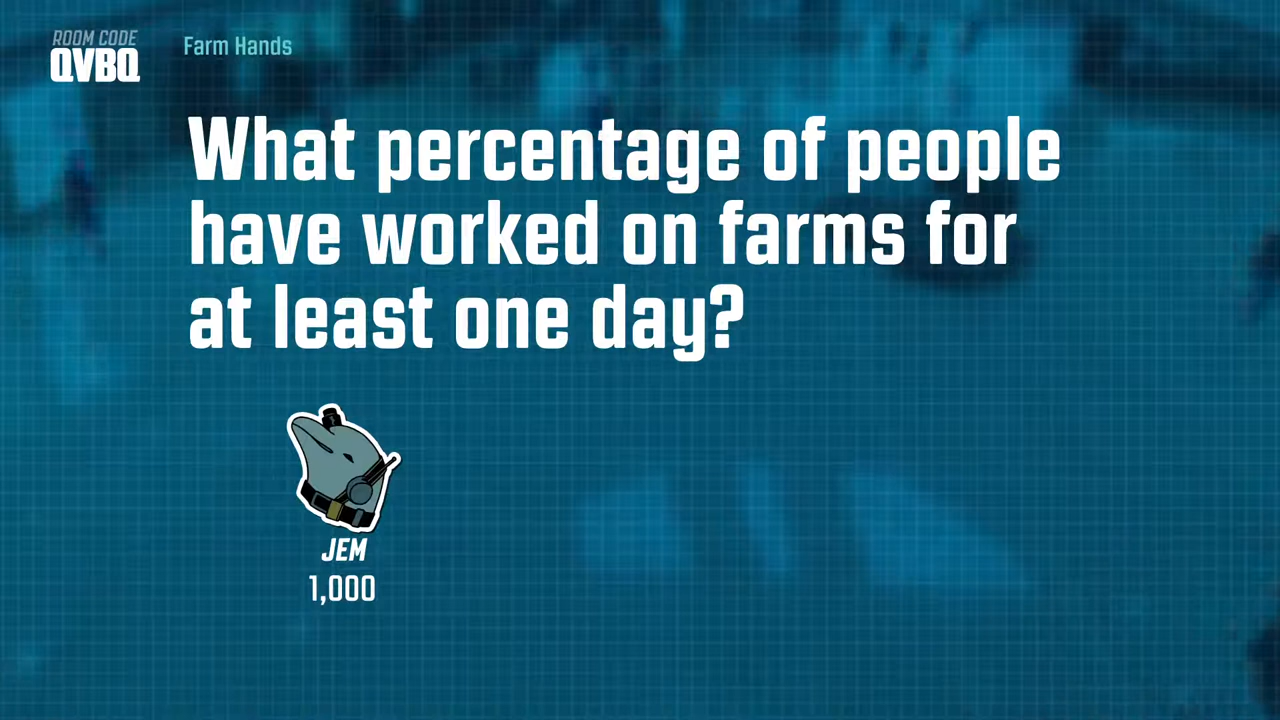 ROOM CODE
QVBQ
Farm Hands
What percentage of people
have worked on farms for
at least one day?
JEM
1,000